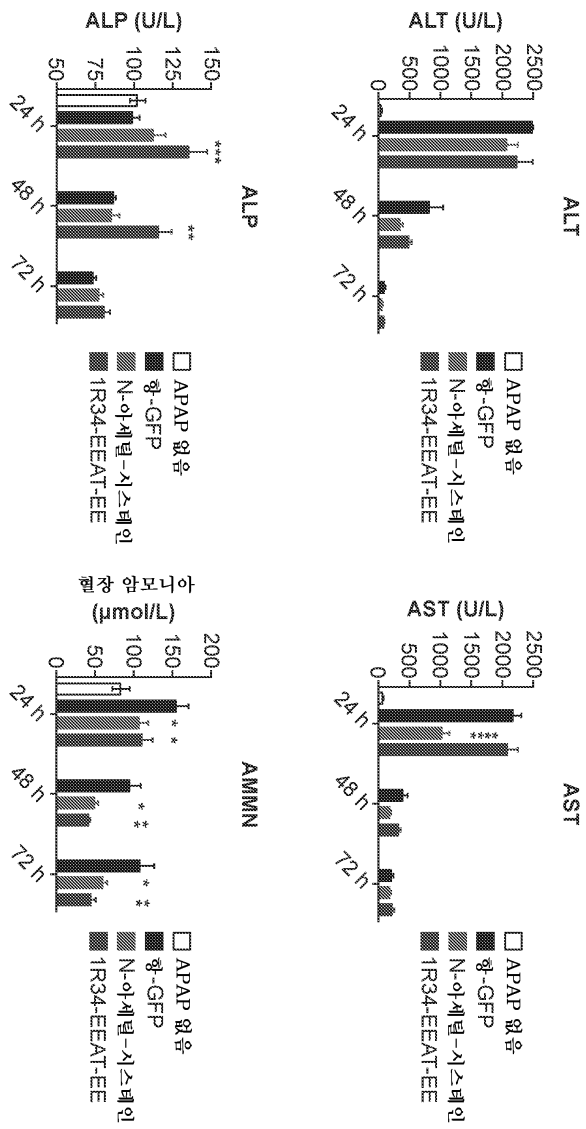 ALT
ALT (U/L)
2500
2000
1500
1000
500
0
24 h
48 h
72 h
APAP 없음
항-GFP
N-아세틸-시스테인
1R34-EEAT-EE
AST
AST (U/L)
2500
2000
1500
1000
500
0
****
24 h
48 h
72 h
APAP 없음
항-GFP
N-아세틸-시스테인
1R34-EEAT-EE
ALP
ALP (U/L)
150
125
100
75
50
***
**
24 h
48 h
72 h
APAP 없음
항-GFP
N-아세틸-시스테인
1R34-EEAT-EE
AMMN
혈장 암모니아
(µmol/L)
200
150
100
50
0
* *
* **
* **
24 h
48 h
72 h
APAP 없음
항-GFP
N-아세틸-시스테인
1R34-EEAT-EE